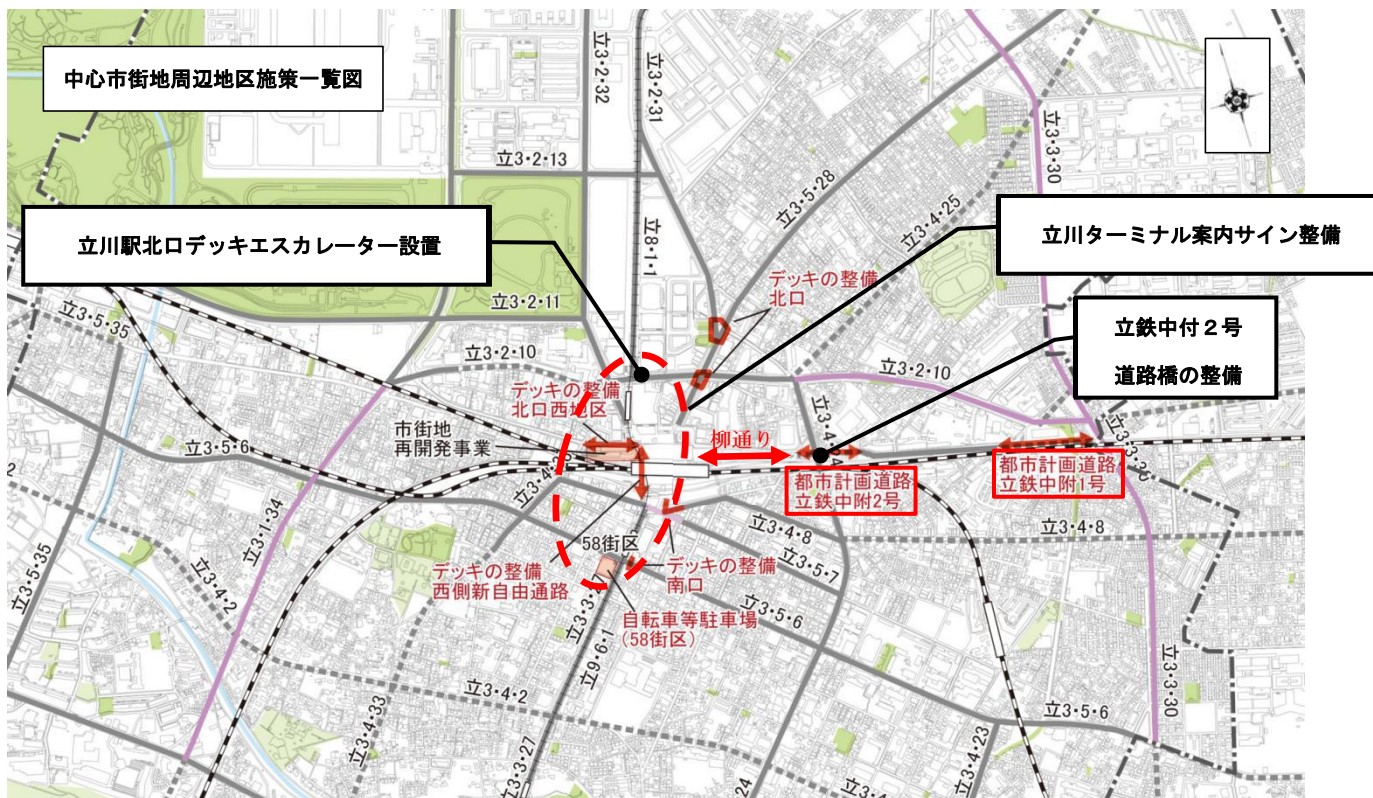 中心市街地周辺地区施策一覧図
立3・2・32
立3・2・31
立3・3・30
立3・2・13
立3・5・28
立3・4・25
立川駅北口デッキエスカレーター設置
立川ターミナル案内サイン整備
立8・1・1
デッキの整備
北口
立3・2・11
立3・5・35
立鉄中付２号
道路橋の整備
立3・2・10
立3・2・10
デッキの整備
北口西地区
市街地
再開発事業
柳通り
立3・5・6
都市計画道路
立鉄中附2号
都市計画道路
立鉄中附1号
立3・3・30
立3・1・34
58街区
立3・4・8
立3・4・8
デッキの整備
西側新自由通路
デッキの整備
南口
立3・5・7
立3・5・35
立3・4・2
自転車等駐車場
(58街区)
立3・5・6
立9・6・1
立3・4・2
立3・3・30
立3・4・33
立3・5・6
立3・3・27
立3・4・23